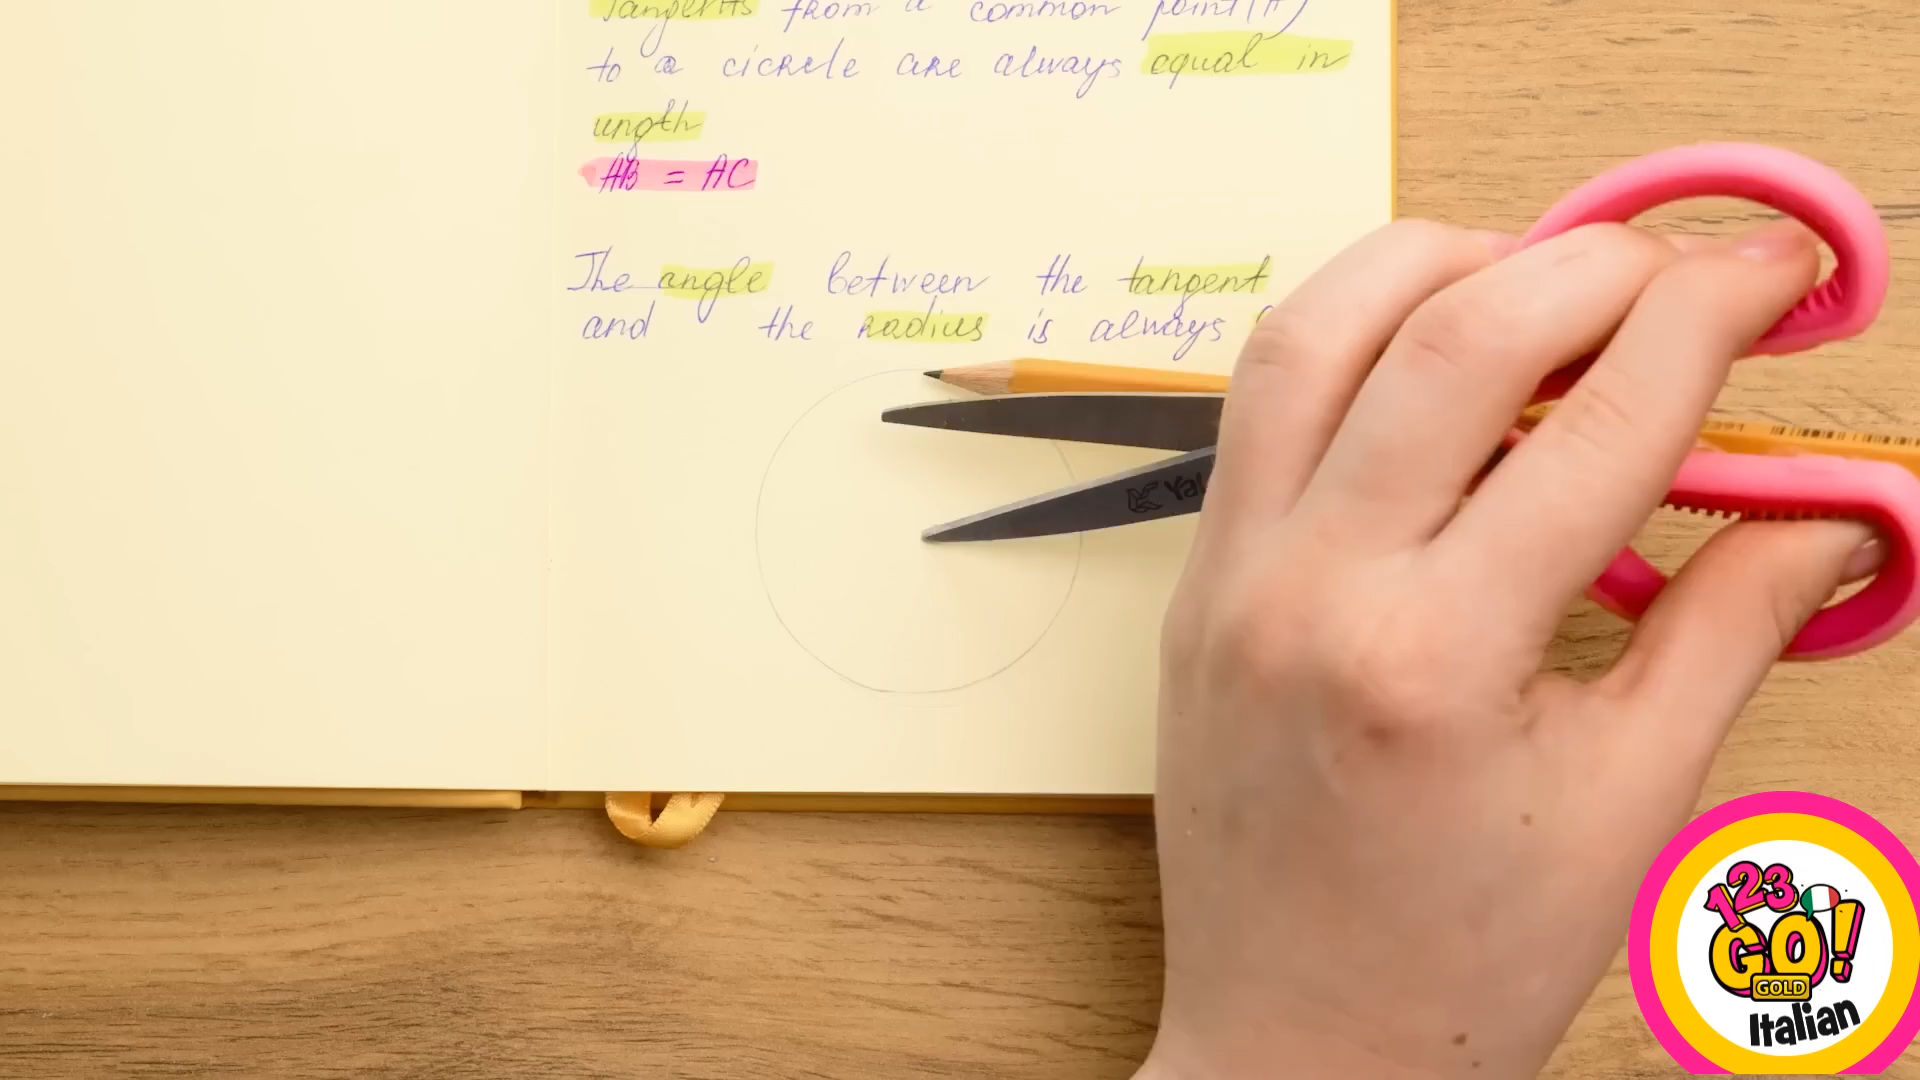 Tangents from a common point (A)
to a cicrcle are always equal in
ungth
AB = AC
The angle between the tangent
and the radius is always
Yal
391
123
GO!
GOLD
Italian